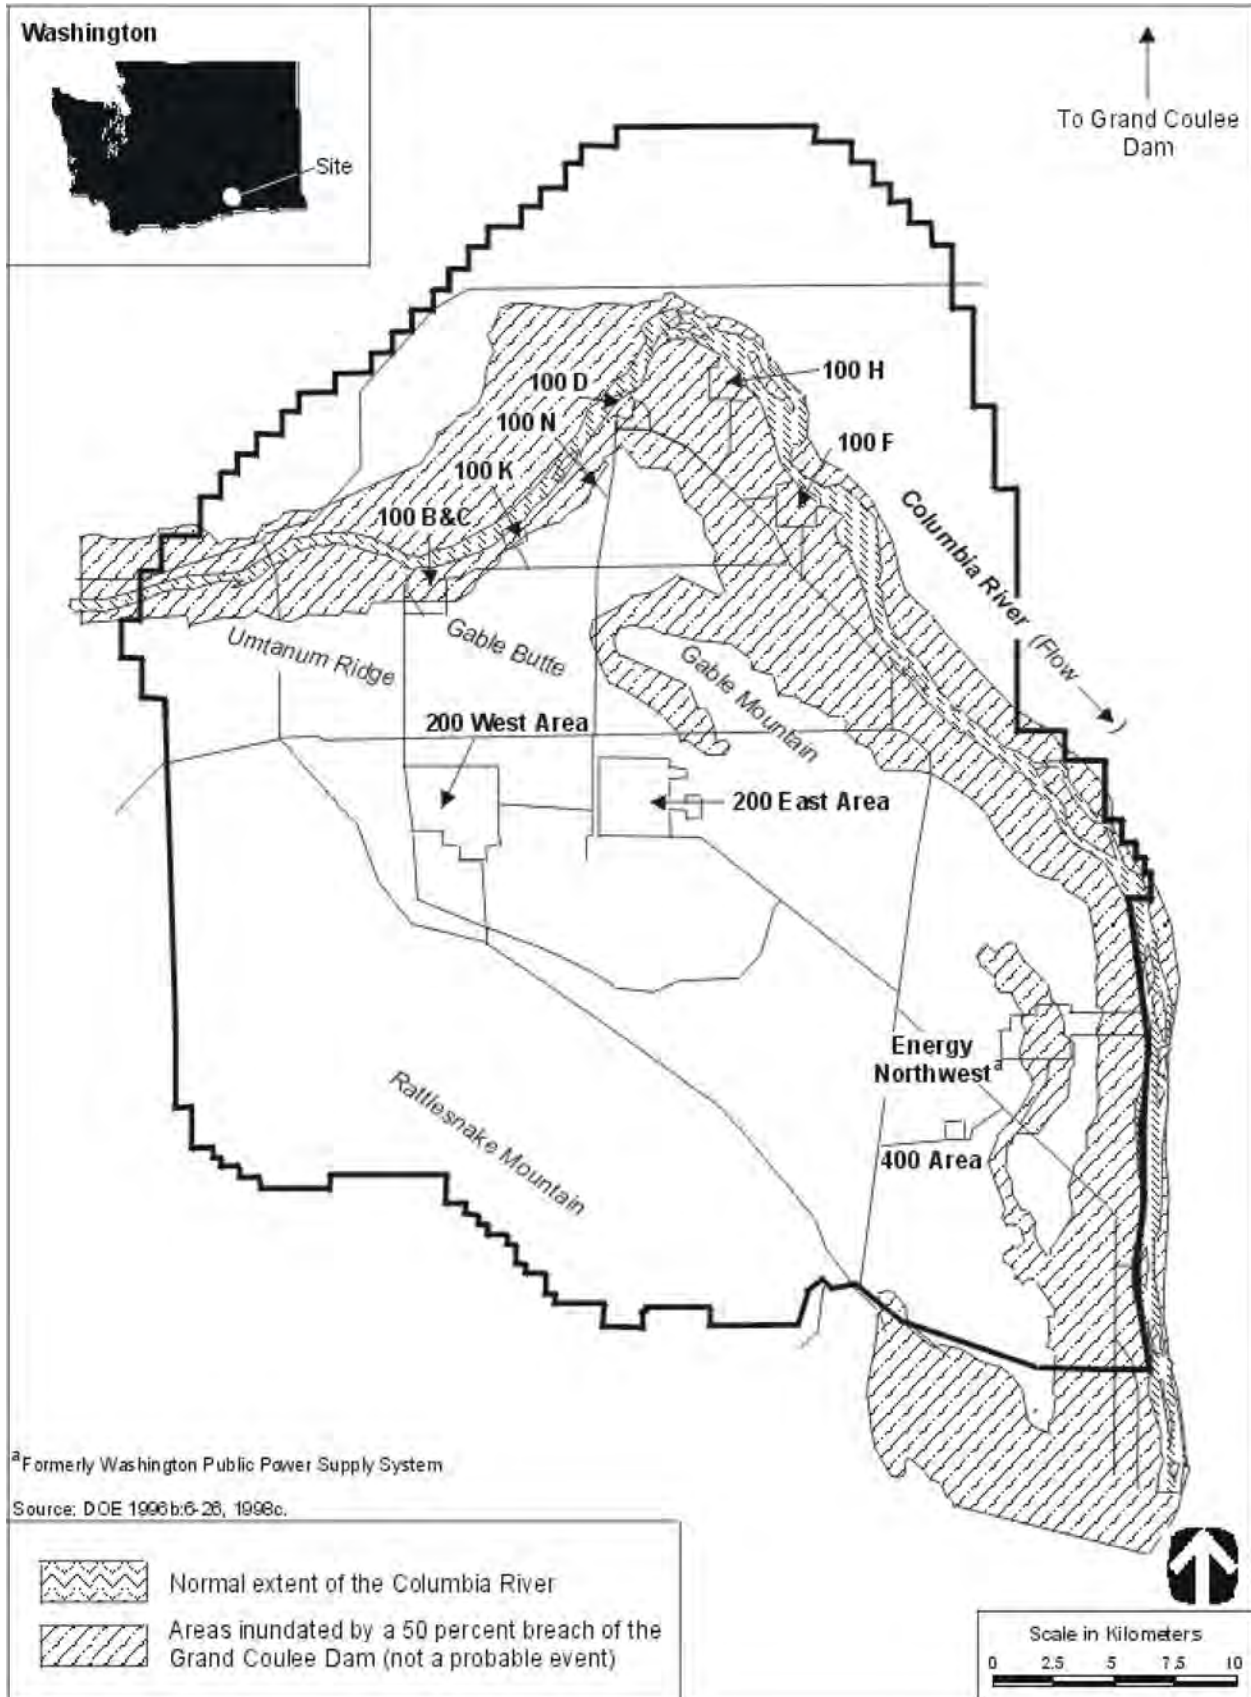 Washington
Site
To Grand Coulee
Dam
100 D
100 H
100 N
100 F
100 K
100 B&C
Columbia River (Flow )
Umtanum Ridge
Gable Butte
Gable Mountain
200 West Area
200 East Area
Energy
Northwest a
Rattlesnake Mountain
400 Area
a Formerly Washington Public Power Supply System
Source: DOE 1996b:6-26, 1998c.
Normal extent of the Columbia River
Areas inundated by a 50 percent breach of the
Grand Coulee Dam (not a probable event)
Scale in Kilometers
0 2.5 5 7.5 10